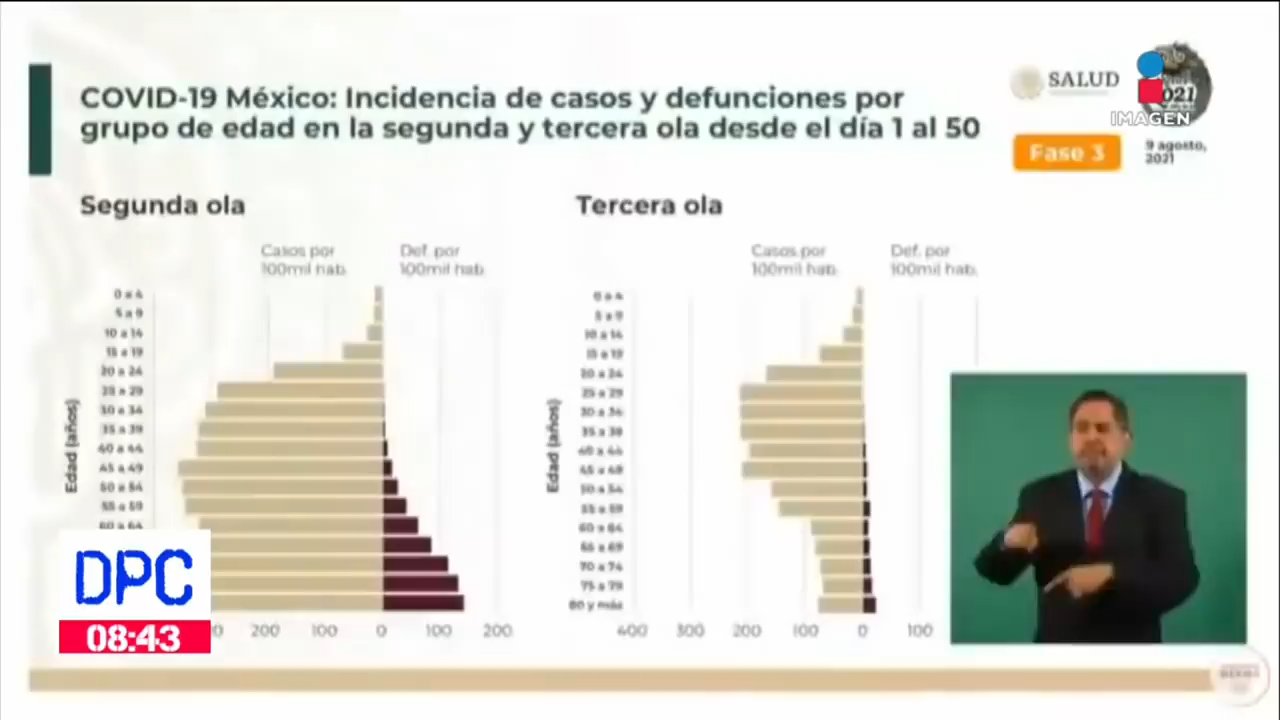 COVID-19 México: Incidencia de casos y defunciones por
grupo de edad en la segunda y tercera ola desde el día 1 al 50
SALUD
2021
IMAGEN
Fase 3
9 agosto,
2021
Segunda ola
Casos por
100mil hab.
Def. por
100mil hab.
Edad (años)
0 a 4
5 a 9
10 a 14
15 a 19
20 a 24
25 a 29
30 a 34
35 a 39
40 a 44
45 a 49
50 a 54
55 a 59
60 a 64
200
100
0
100
200
Tercera ola
Casos por
100mil hab.
Def. por
100mil hab.
Edad (años)
0 a 4
5 a 9
10 a 14
15 a 19
20 a 24
25 a 29
30 a 34
35 a 39
40 a 44
45 a 49
50 a 54
55 a 59
60 a 64
65 a 69
70 a 74
75 a 79
80 y más
400
300
200
100
0
100
DPC
08:43